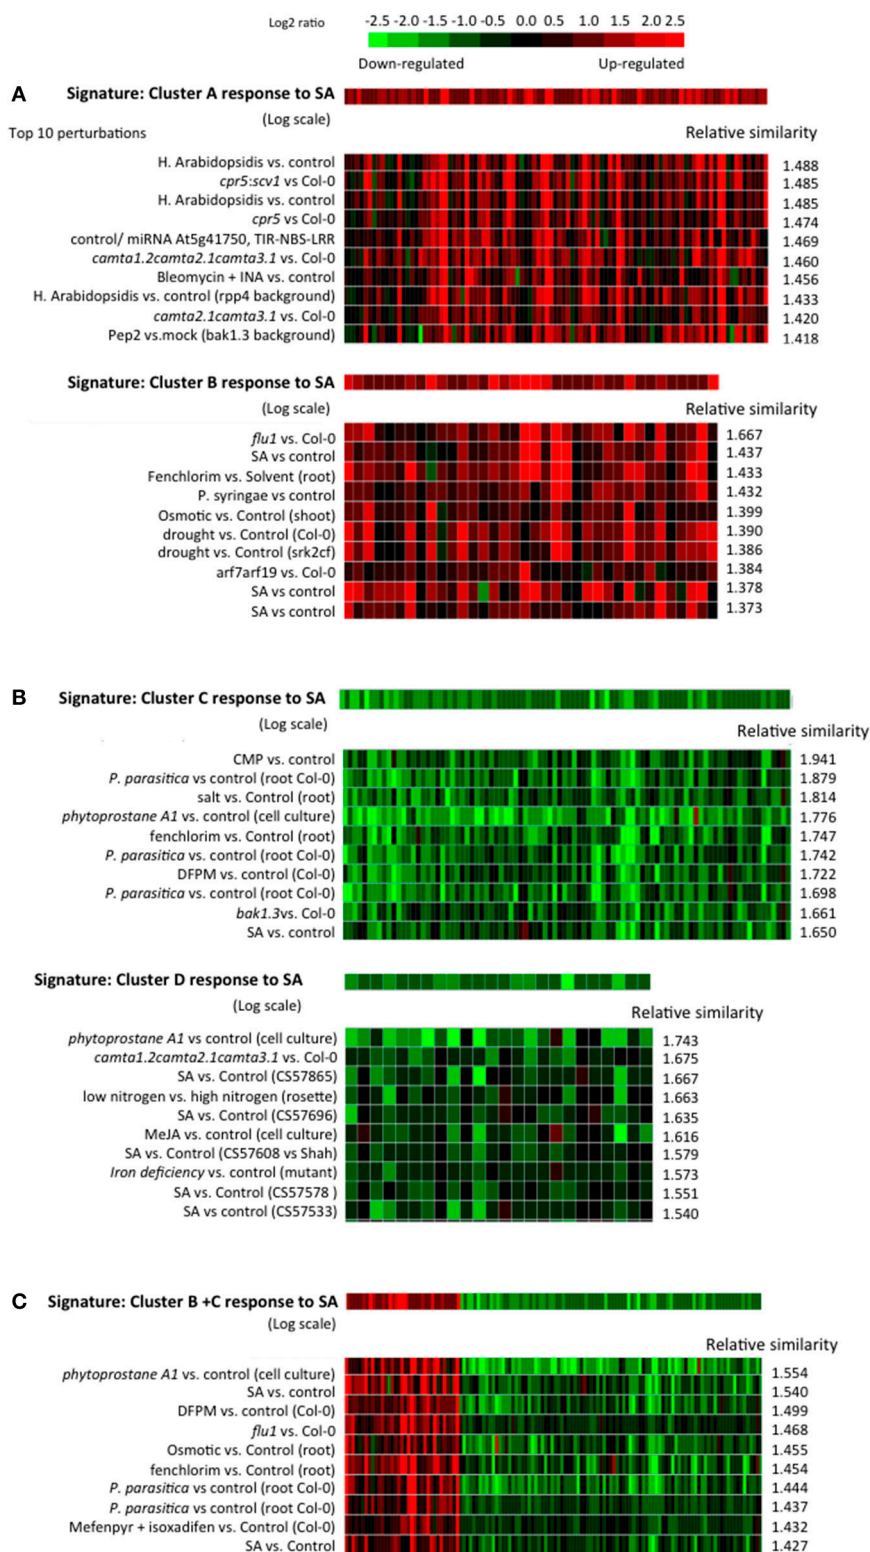 Log2 ratio
-2.5 -2.0 -1.5 -1.0 -0.5 0.0 0.5 1.0 2.0 2.5
Down-regulated Up-regulated
A Signature: Cluster A response to SA
(Log scale)
Top 10 perturbations Relative similarity
H. Arabidopsidis vs. control 1.488
cpr5:scv1 vs Col-0 1.485
H. Arabidopsidis vs. control 1.485
cpr5 vs Col-0 1.474
control/ miRNA At5g41750, TIR-NBS-LRR 1.469
camta1.2camta2.1camta3.1 vs. Col-0 1.460
Bleomycin + INA vs. control 1.456
H. Arabidopsidis vs. control (rpp4 background) 1.433
camta2.1camta3.1 vs. Col-0 1.420
Pep2 vs.mock (bak1.3 background) 1.418
Signature: Cluster B response to SA
(Log scale) Relative similarity
flu1 vs. Col-0 1.667
SA vs control 1.437
Fenchlorim vs. Solvent (root) 1.433
P. syringae vs control 1.432
Osmotic vs. Control (shoot) 1.399
drought vs. Control (Col-0) 1.390
drought vs. Control (srk2cf) 1.386
arf7arf19 vs. Col-0 1.384
SA vs control 1.378
SA vs control 1.373
B Signature: Cluster C response to SA
(Log scale)
Relative similarity
CMP vs. control 1.941
P. parasitica vs control (root Col-0) 1.879
salt vs. Control (root) 1.814
phytoprostane A1 vs. control (cell culture) 1.776
fenchlorim vs. Control (root) 1.747
P. parasitica vs. control (root Col-0) 1.742
DFPM vs. control (Col-0) 1.722
P. parasitica vs. control (root Col-0) 1.698
bak1.3vs. Col-0 1.661
SA vs. control 1.650
Signature: Cluster D response to SA
(Log scale) Relative similarity
phytoprostane A1 vs control (cell culture) 1.743
camta1.2camta2.1camta3.1 vs. Col-0 1.675
SA vs. Control (CS57865) 1.667
low nitrogen vs. high nitrogen (rosette) 1.663
SA vs. Control (CS57696) 1.635
MeJA vs. control (cell culture) 1.616
SA vs. Control (CS57608 vs Shah) 1.579
Iron deficiency vs. control (mutant) 1.573
SA vs. Control (CS57578 ) 1.551
SA vs control (CS57533) 1.540
C Signature: Cluster B +C response to SA
(Log scale)
Relative similarity
phytoprostane A1 vs. control (cell culture) 1.554
SA vs. control 1.540
DFPM vs. control (Col-0) 1.499
flu1 vs. Col-0 1.468
Osmotic vs. Control (root) 1.455
fenchlorim vs. Control (root) 1.454
P. parasitica vs control (root Col-0) 1.444
P. parasitica vs control (root Col-0) 1.437
Mefenpyr + isoxadifen vs. Control (Col-0) 1.432
SA vs. Control 1.427